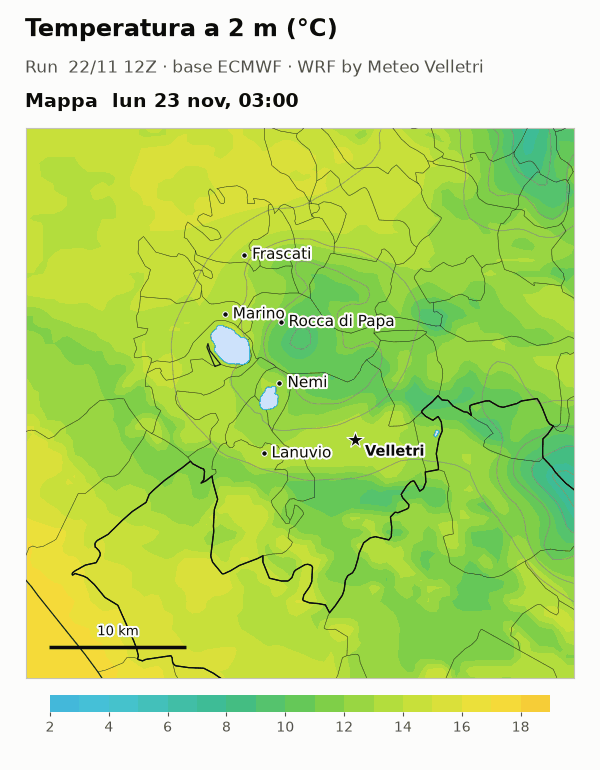 Temperatura a 2 m (°C)
Run  22/11 12Z · base ECMWF · WRF by Meteo Velletri
Mappa  lun 23 nov, 03:00
Frascati
Marino
Rocca di Papa
Nemi
Velletri
Lanuvio
10 km
2 4 6 8 10 12 14 16 18